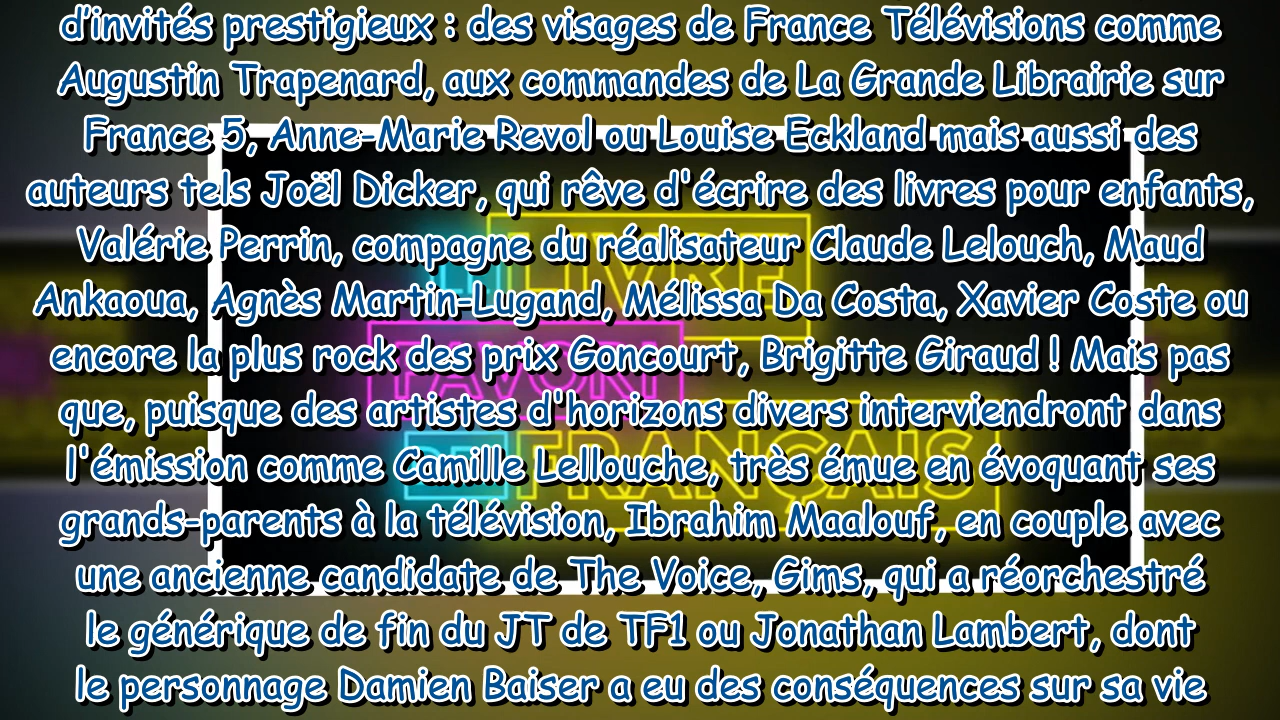 d'invités prestigieux : des visages de France Télévisions comme
Augustin Trapenard, aux commandes de La Grande Librairie sur
France 5, Anne-Marie Revol ou Louise Eckland mais aussi des
auteurs tels Joël Dicker, qui rêve d'écrire des livres pour enfants,
Valérie Perrin, compagne du réalisateur Claude Lelouch, Maud
Ankaoua, Agnès Martin-Lugand, Mélissa Da Costa, Xavier Coste ou
encore la plus rock des prix Goncourt, Brigitte Giraud ! Mais pas
que, puisque des artistes d'horizons divers interviendront dans
l'émission comme Camille Lellouche, très émue en évoquant ses
grands-parents à la télévision, Ibrahim Maalouf, en couple avec
une ancienne candidate de The Voice, Gims, qui a réorchestré
le générique de fin du JT de TF1 ou Jonathan Lambert, dont
le personnage Damien Baiser a eu des conséquences sur sa vie
LIVRE
FAVORI
FRANÇAIS